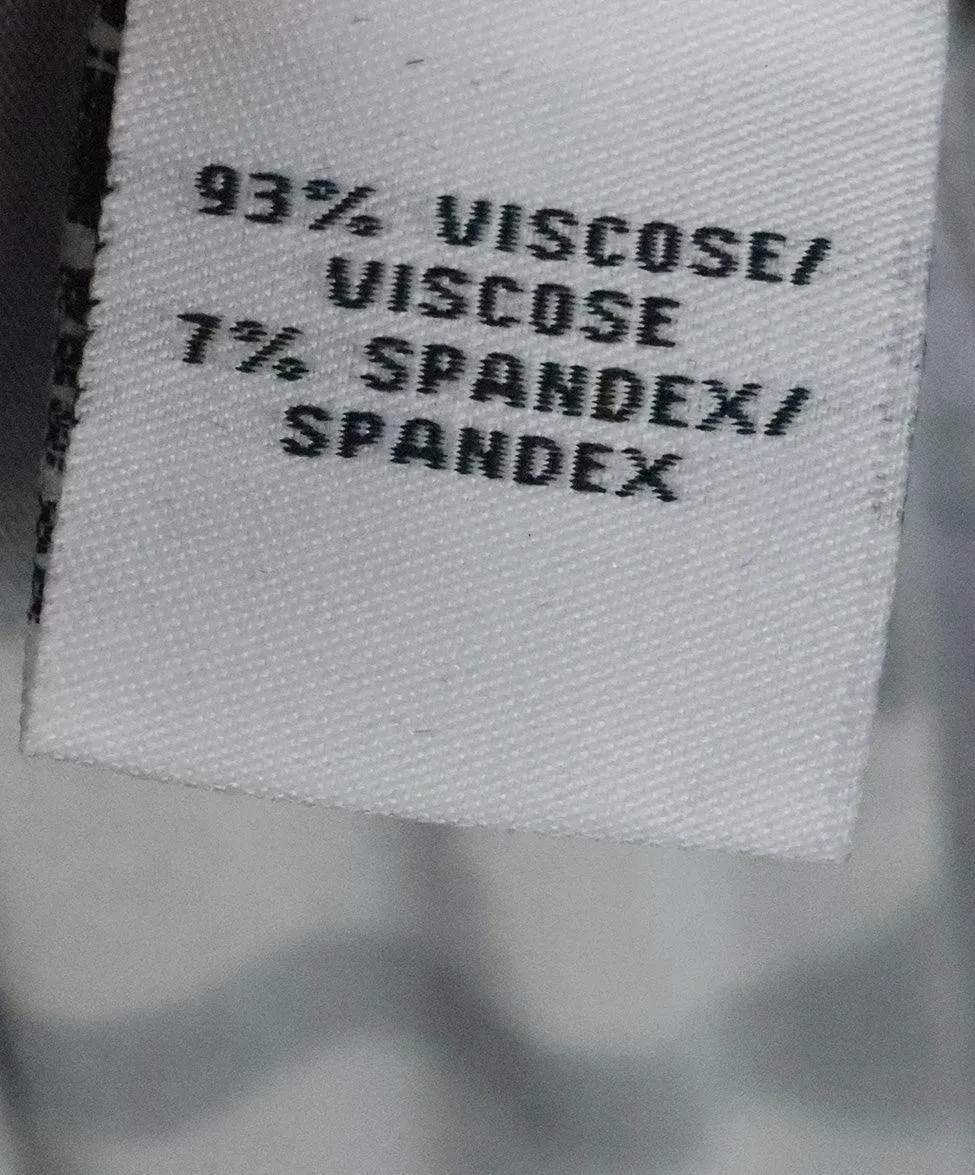 93% VISCOSE/
VISCOSE
7% SPANDEX/
SPANDEX